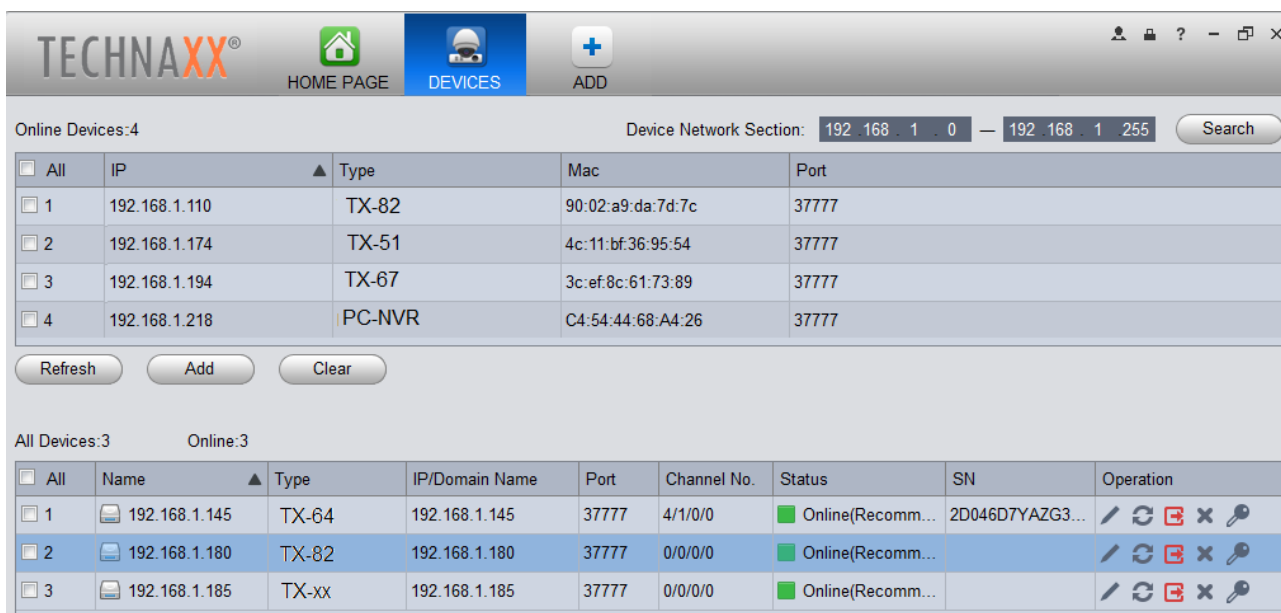 TECHNAXX®
HOME PAGE DEVICES ADD ?
Online Devices:4 Device Network Section: 192 .168 . 1 . 0 — 192 .168 . 1 .255 Search
All IP Type Mac Port
1 192.168.1.110 TX-82 90:02:a9:da:7d:7c 37777
2 192.168.1.174 TX-51 4c:11:bf:36:95:54 37777
3 192.168.1.194 TX-67 3c:ef:8c:61:73:89 37777
4 192.168.1.218 PC-NVR C4:54:44:68:A4:26 37777
Refresh Add Clear
All Devices:3 Online:3
All Name Type IP/Domain Name Port Channel No. Status SN Operation
1 192.168.1.145 TX-64 192.168.1.145 37777 4/1/0/0 Online(Recomm... 2D046D7YAZG3...
2 192.168.1.180 TX-82 192.168.1.180 37777 0/0/0/0 Online(Recomm...
3 192.168.1.185 TX-xx 192.168.1.185 37777 0/0/0/0 Online(Recomm...